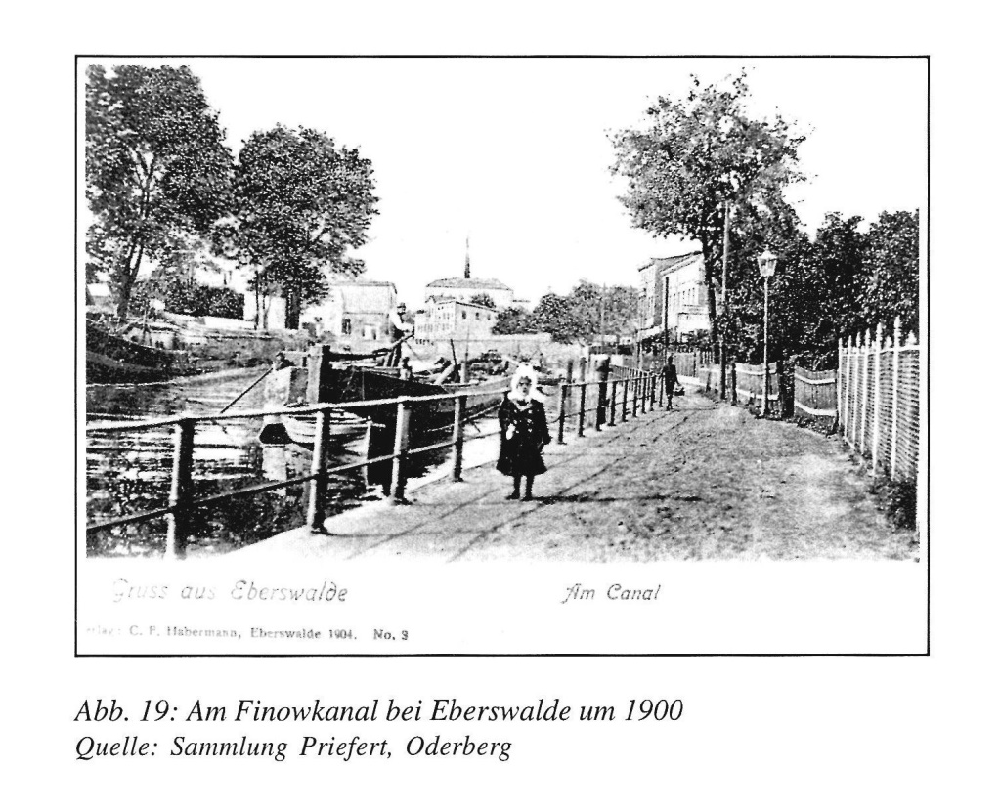 Gruss aus Eberswalde
Am Canal
Verlag: C. F. Habermann, Eberswalde 1904. No. 3
Abb. 19: Am Finowkanal bei Eberswalde um 1900
Quelle: Sammlung Priefert, Oderberg